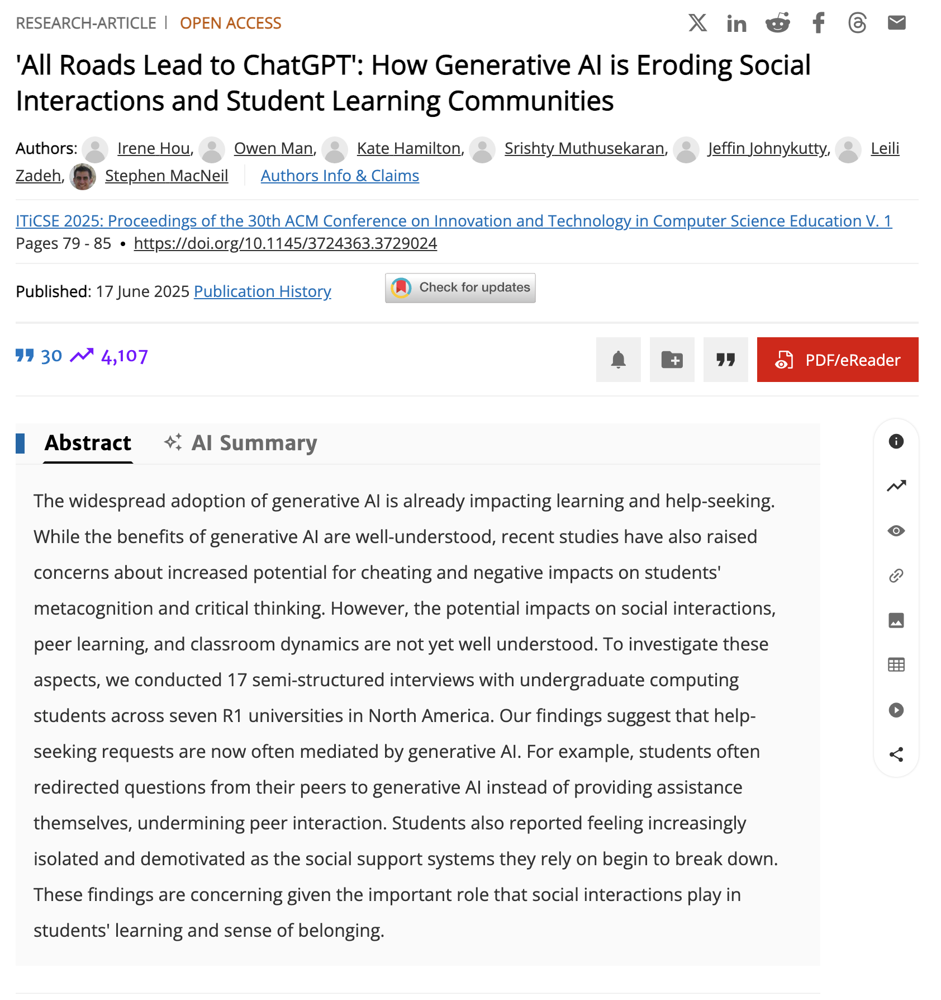 RESEARCH-ARTICLE | OPEN ACCESS
'All Roads Lead to ChatGPT': How Generative AI is Eroding Social
Interactions and Student Learning Communities
Authors: Irene Hou, Owen Man, Kate Hamilton, Srishty Muthusekaran, Jeffin Johnykutty, Leili
Zadeh, Stephen MacNeil Authors Info & Claims
ITiCSE 2025: Proceedings of the 30th ACM Conference on Innovation and Technology in Computer Science Education V. 1
Pages 79 - 85 • https://doi.org/10.1145/3724363.3729024
Published: 17 June 2025 Publication History Check for updates
30 4,107 PDF/eReader
Abstract AI Summary
The widespread adoption of generative AI is already impacting learning and help-seeking.
While the benefits of generative AI are well-understood, recent studies have also raised
concerns about increased potential for cheating and negative impacts on students'
metacognition and critical thinking. However, the potential impacts on social interactions,
peer learning, and classroom dynamics are not yet well understood. To investigate these
aspects, we conducted 17 semi-structured interviews with undergraduate computing
students across seven R1 universities in North America. Our findings suggest that help-
seeking requests are now often mediated by generative AI. For example, students often
redirected questions from their peers to generative AI instead of providing assistance
themselves, undermining peer interaction. Students also reported feeling increasingly
isolated and demotivated as the social support systems they rely on begin to break down.
These findings are concerning given the important role that social interactions play in
students' learning and sense of belonging.